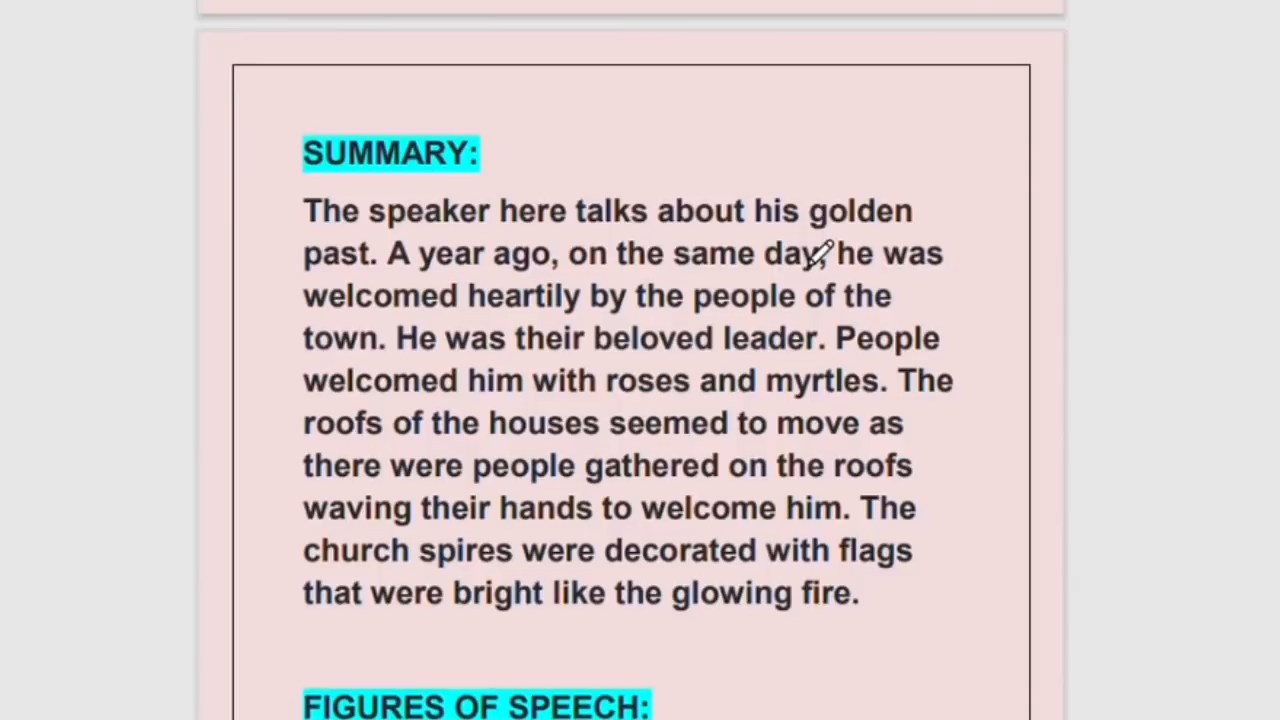 SUMMARY:
The speaker here talks about his golden
past. A year ago, on the same day, he was
welcomed heartily by the people of the
town. He was their beloved leader. People
welcomed him with roses and myrtles. The
roofs of the houses seemed to move as
there were people gathered on the roofs
waving their hands to welcome him. The
church spires were decorated with flags
that were bright like the glowing fire.
FIGURES OF SPEECH: